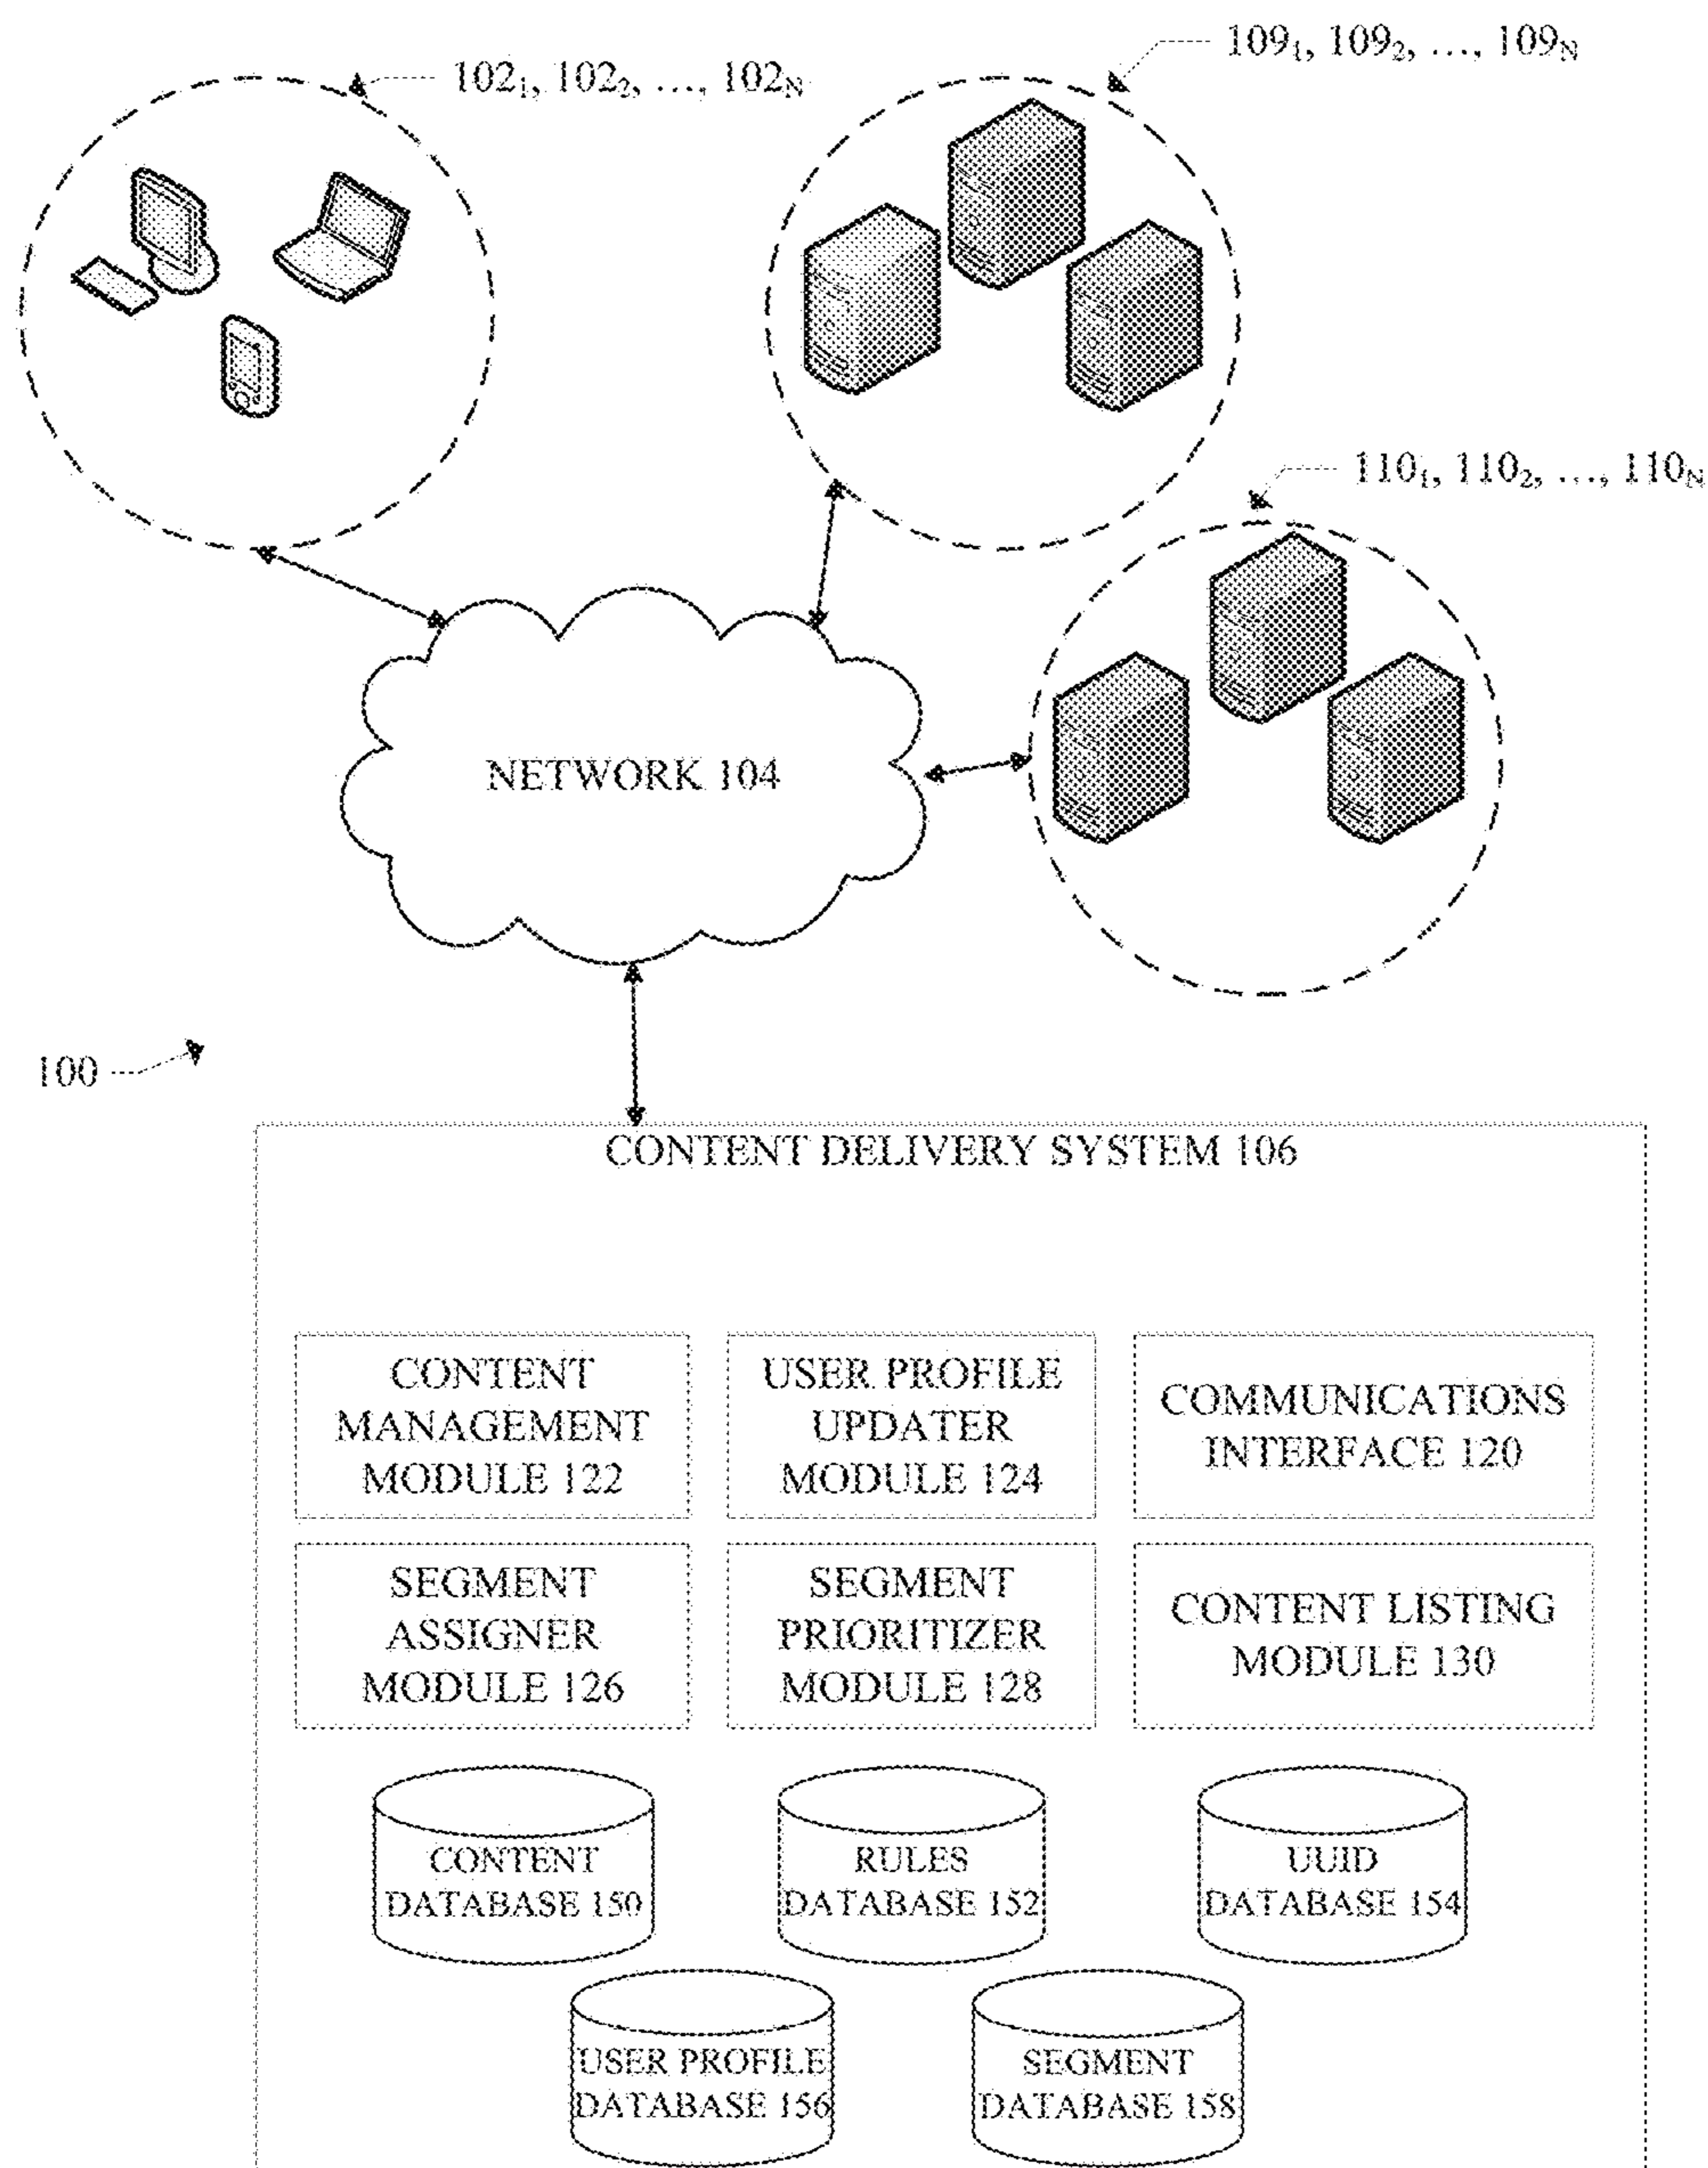 109₁, 109₂, ..., 109ₙ
102₁, 102₂, ..., 102ₙ
110₁, 110₂, ..., 110ₙ
NETWORK 104
100
CONTENT DELIVERY SYSTEM 106
CONTENT
MANAGEMENT
MODULE 122
USER PROFILE
UPDATER
MODULE 124
COMMUNICATIONS
INTERFACE 120
SEGMENT
ASSIGNER
MODULE 126
SEGMENT
PRIORITIZER
MODULE 128
CONTENT LISTING
MODULE 130
CONTENT
DATABASE 150
RULES
DATABASE 152
UUID
DATABASE 154
USER PROFILE
DATABASE 156
SEGMENT
DATABASE 158